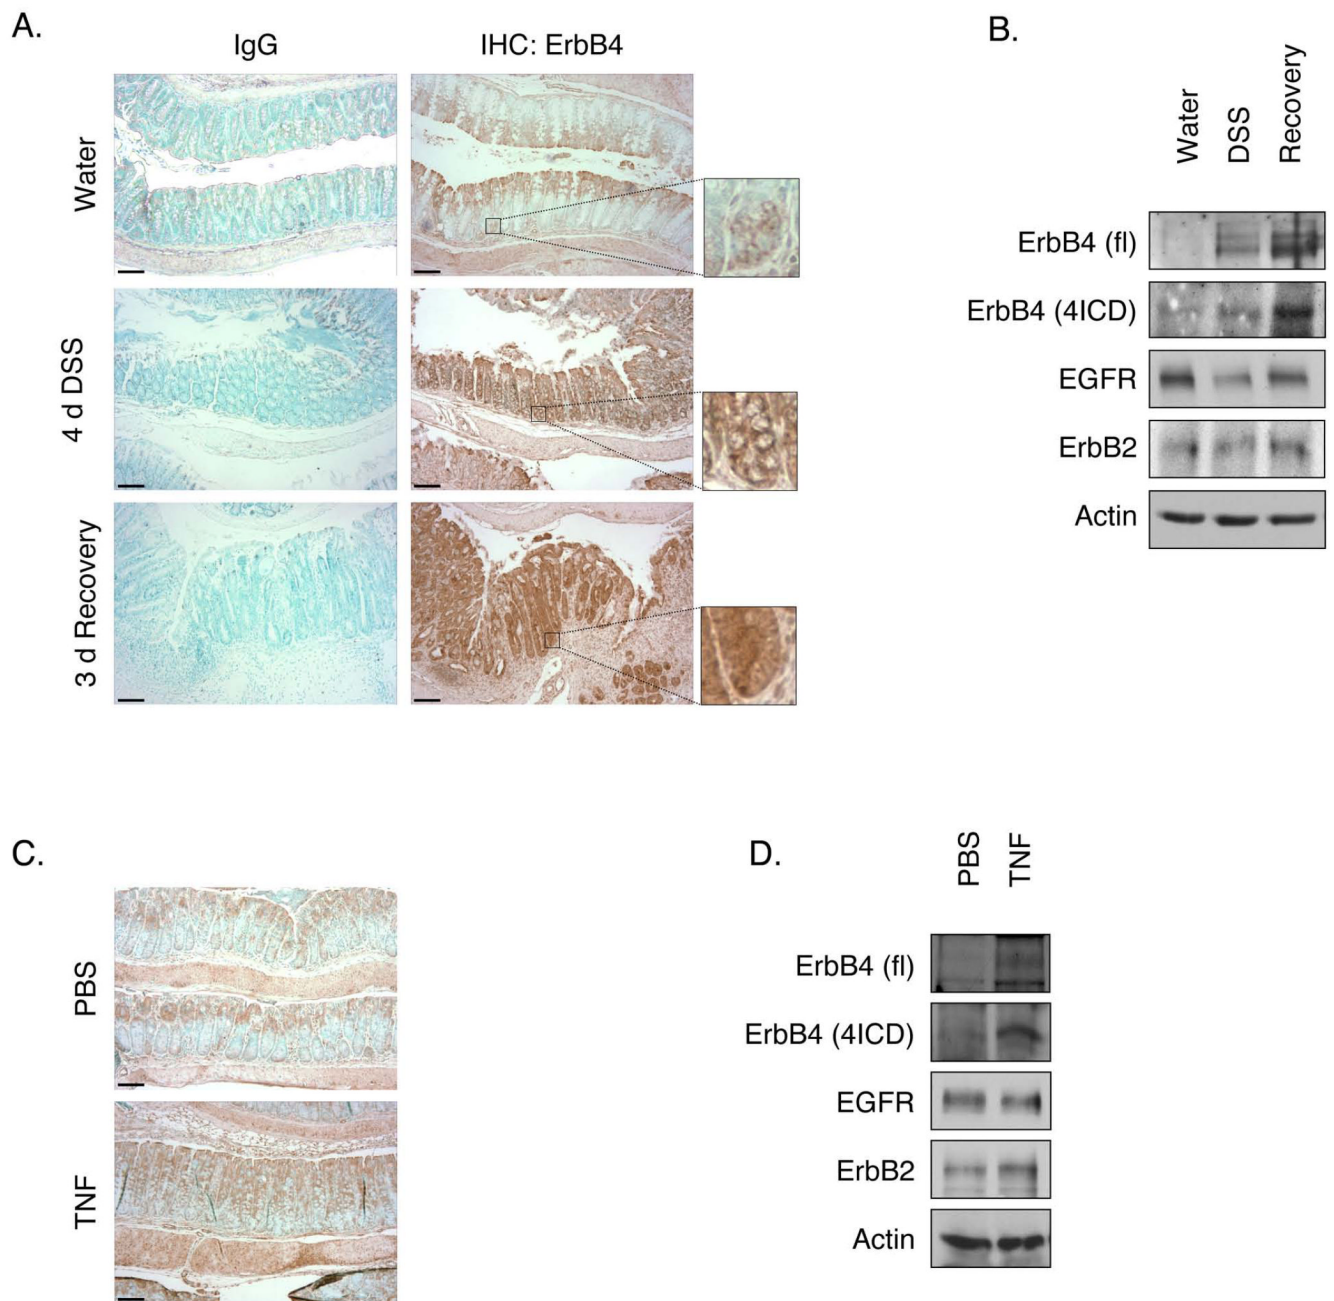 A.
IgG
IHC: ErbB4
Water
4 d DSS
3 d Recovery
B.
Water
DSS
Recovery
ErbB4 (fl)
ErbB4 (4ICD)
EGFR
ErbB2
Actin
C.
PBS
TNF
D.
PBS
TNF
ErbB4 (fl)
ErbB4 (4ICD)
EGFR
ErbB2
Actin